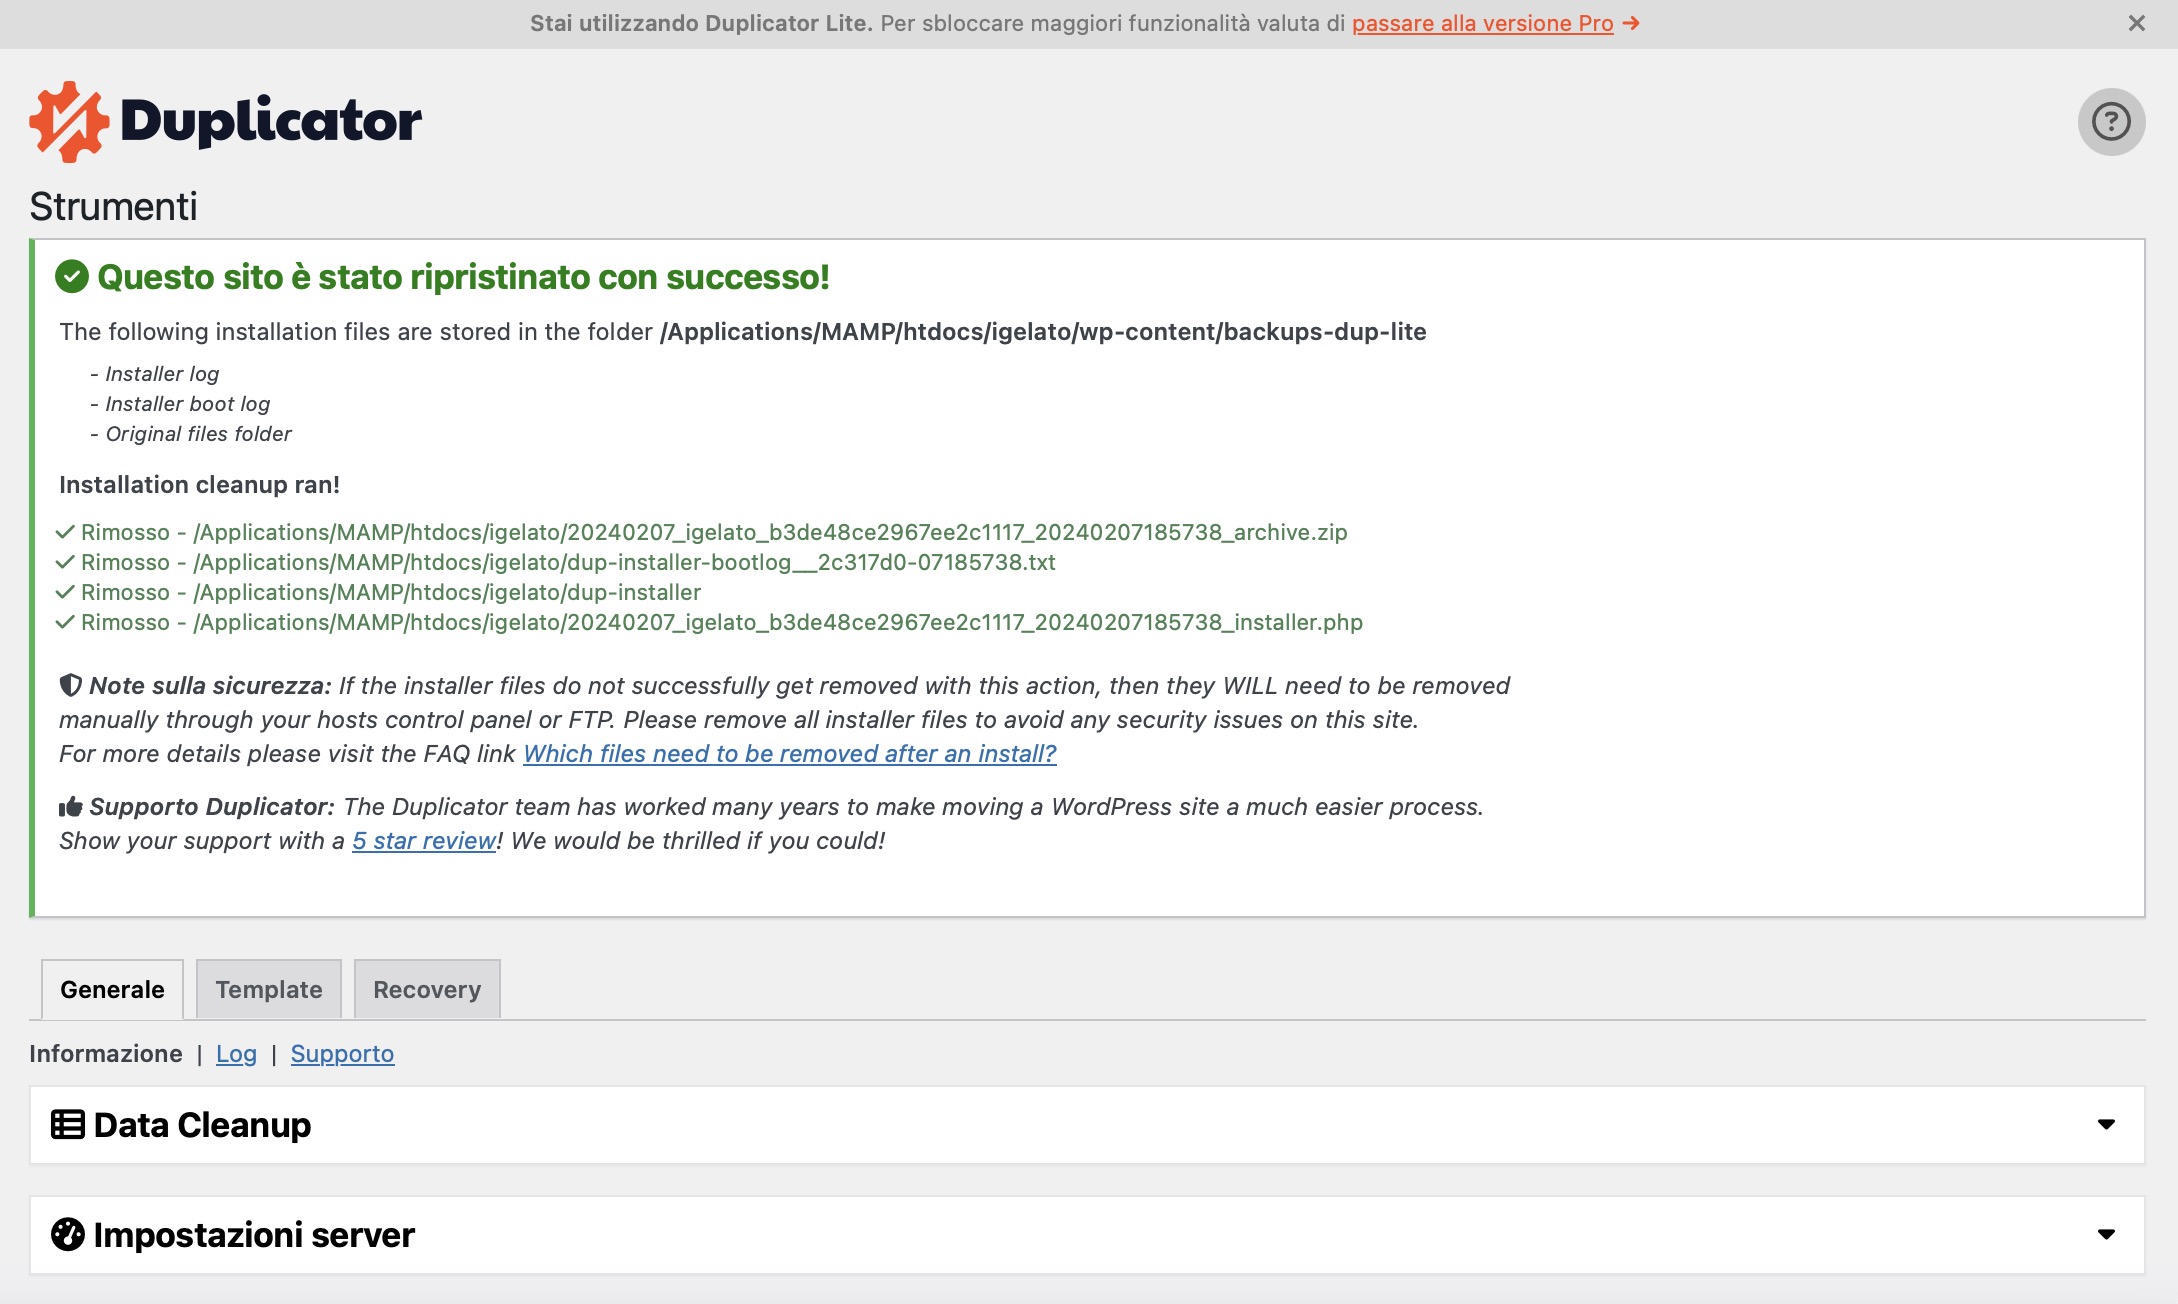 Stai utilizzando Duplicator Lite. Per sbloccare maggiori funzionalità valuta di passare alla versione Pro →
Duplicator
Strumenti
Questo sito è stato ripristinato con successo!
The following installation files are stored in the folder /Applications/MAMP/htdocs/igelato/wp-content/backups-dup-lite
- Installer log
- Installer boot log
- Original files folder
Installation cleanup ran!
Rimosso - /Applications/MAMP/htdocs/igelato/20240207_igelato_b3de48ce2967ee2c1117_20240207185738_archive.zip
Rimosso - /Applications/MAMP/htdocs/igelato/dup-installer-bootlog__2c317d0-07185738.txt
Rimosso - /Applications/MAMP/htdocs/igelato/dup-installer
Rimosso - /Applications/MAMP/htdocs/igelato/20240207_igelato_b3de48ce2967ee2c1117_20240207185738_installer.php
Note sulla sicurezza: If the installer files do not successfully get removed with this action, then they WILL need to be removed
manually through your hosts control panel or FTP. Please remove all installer files to avoid any security issues on this site.
For more details please visit the FAQ link Which files need to be removed after an install?
Supporto Duplicator: The Duplicator team has worked many years to make moving a WordPress site a much easier process.
Show your support with a 5 star review! We would be thrilled if you could!
Generale Template Recovery
Informazione | Log | Supporto
Data Cleanup
Impostazioni server